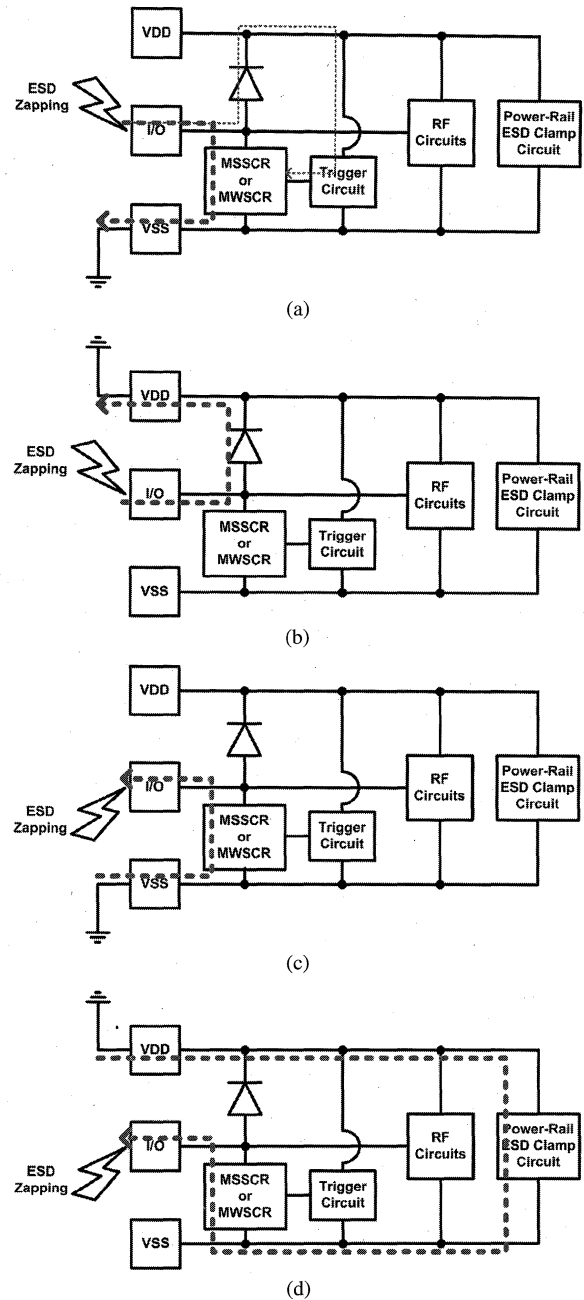 VDD
ESD
Zapping
I/O
MSSCR
or
MWSCR
Trigger
Circuit
RF
Circuits
Power-Rail
ESD Clamp
Circuit
VSS
(a)
VDD
ESD
Zapping
I/O
MSSCR
or
MWSCR
Trigger
Circuit
RF
Circuits
Power-Rail
ESD Clamp
Circuit
VSS
(b)
VDD
I/O
ESD
Zapping
MSSCR
or
MWSCR
Trigger
Circuit
RF
Circuits
Power-Rail
ESD Clamp
Circuit
VSS
(c)
VDD
I/O
ESD
Zapping
MSSCR
or
MWSCR
Trigger
Circuit
RF
Circuits
Power-Rail
ESD Clamp
Circuit
VSS
(d)